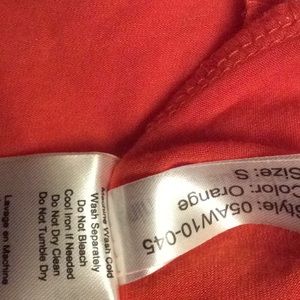 Machine Wash Cold
Wash Separately
Do Not Bleach
Cool Iron If Needed
Do Not Dry Clean
Do Not Tumble Dry
Lavage en Machine
Style: 05AW10-045
Color: Orange
Size: S